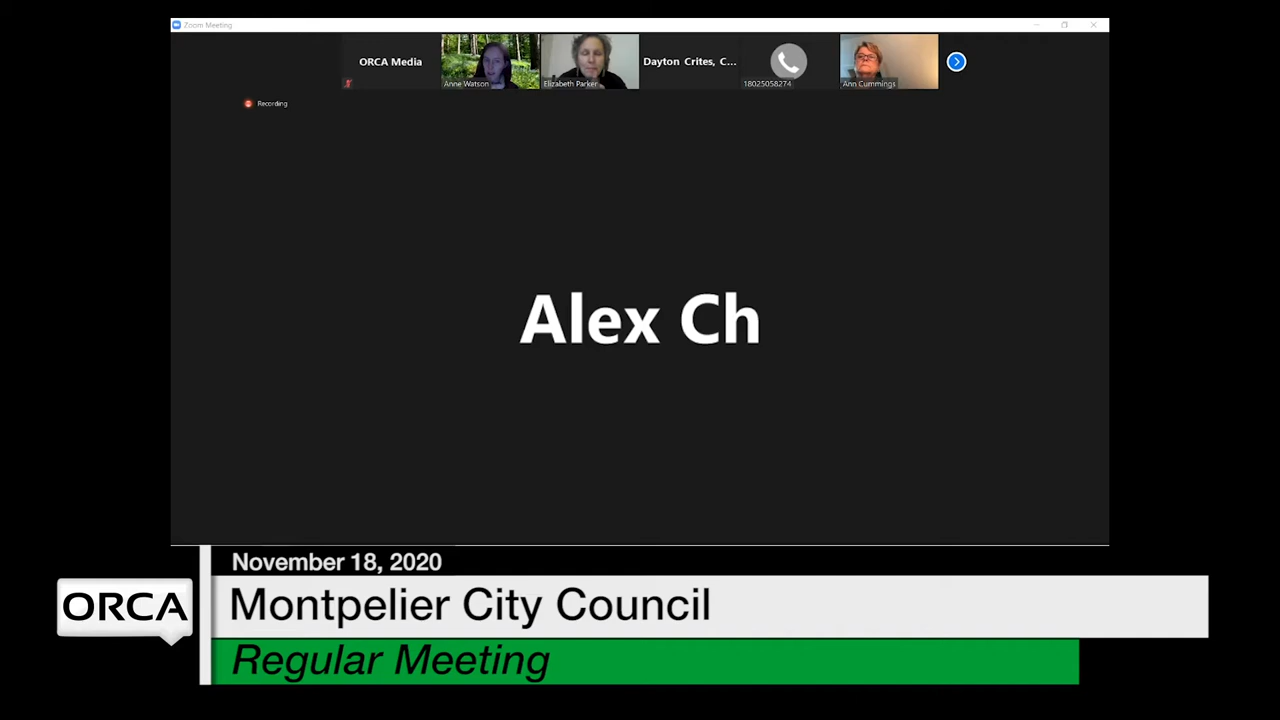 Zoom Meeting
ORCA Media
Anne Watson
Elizabeth Parker
Dayton Crites, C...
18025058274
Ann Cummings
Recording
Alex Ch
November 18, 2020
ORCA
Montpelier City Council
Regular Meeting